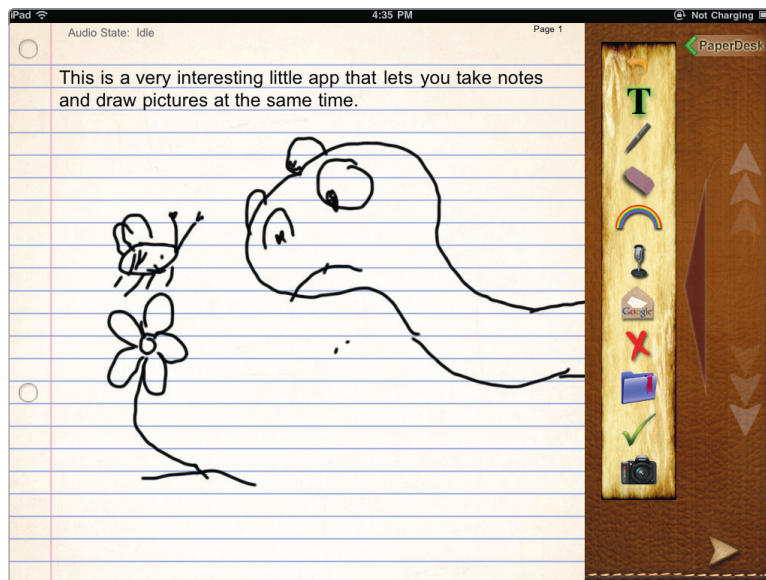 iPad 4:35 PM Not Charging
Audio State: Idle Page 1
PaperDesk
This is a very interesting little app that lets you take notes
and draw pictures at the same time.
T
Google